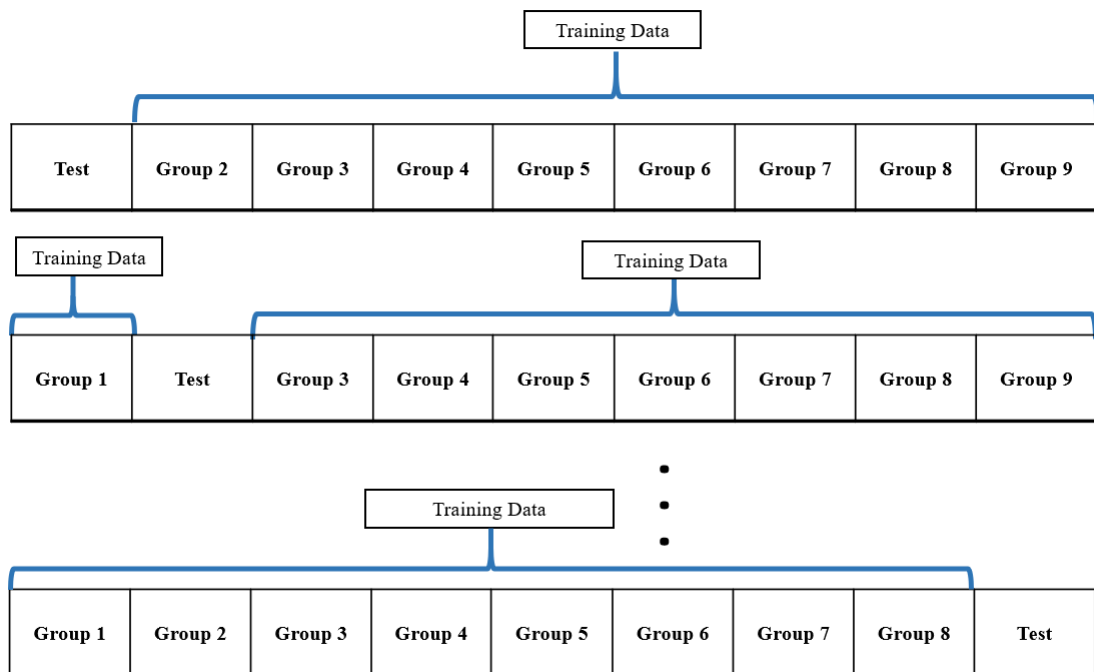 Training Data
Test Group 2 Group 3 Group 4 Group 5 Group 6 Group 7 Group 8 Group 9
Training Data Training Data
Group 1 Test Group 3 Group 4 Group 5 Group 6 Group 7 Group 8 Group 9
Training Data
Group 1 Group 2 Group 3 Group 4 Group 5 Group 6 Group 7 Group 8 Test